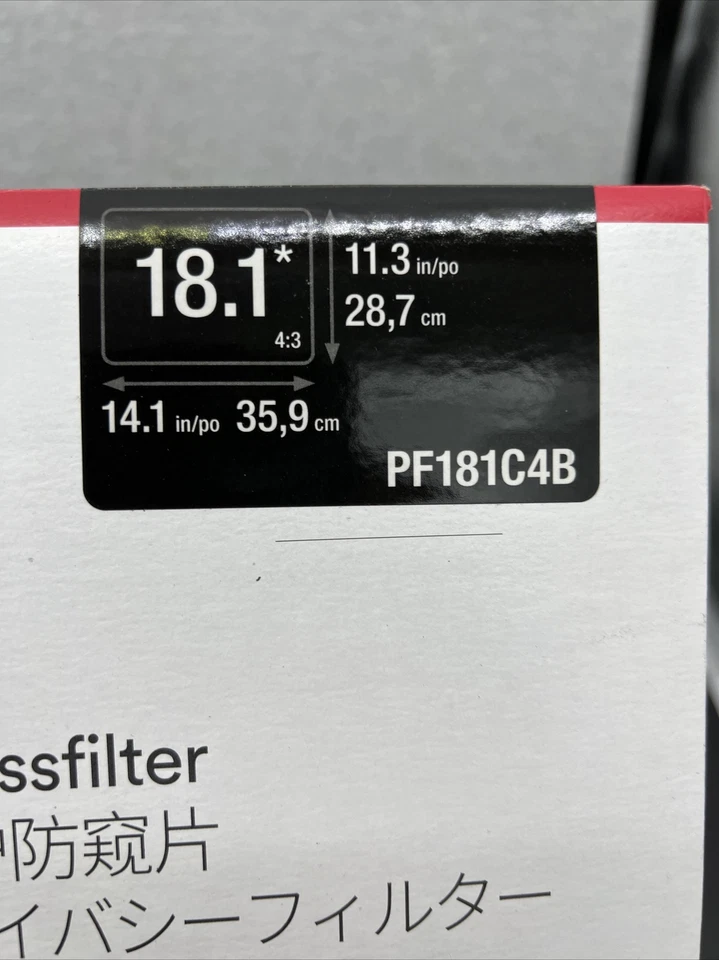 18.1*
4:3
11.3 in/po
28,7 cm
14.1 in/po 35,9 cm
PF181C4B
ssfilter
防窥片
イバシーフィルター